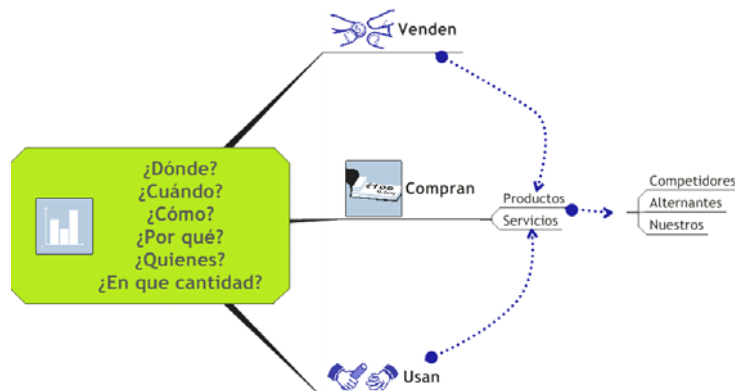 Venden
¿Dónde?
¿Cuándo?
¿Cómo?
¿Por qué?
¿Quienes?
¿En que cantidad?
Compran
Productos
Servicios
Competidores
Alternantes
Nuestros
Usan